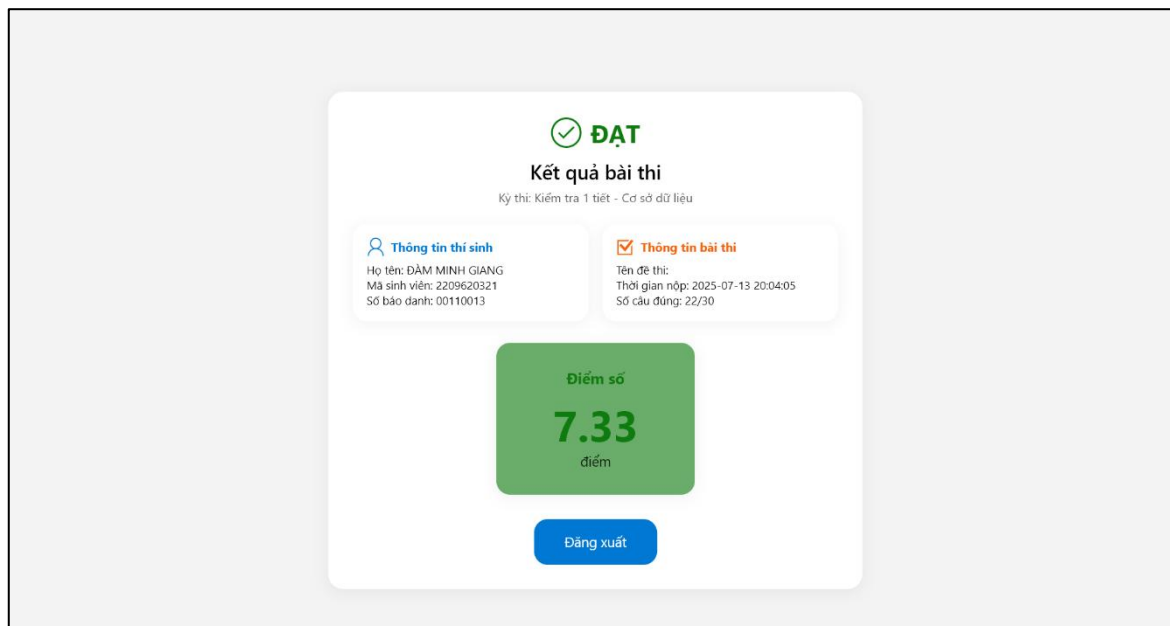 ĐẠT
Kết quả bài thi
Kỳ thi: Kiểm tra 1 tiết - Cơ sở dữ liệu
Thông tin thí sinh
Họ tên: ĐÀM MINH GIANG
Mã sinh viên: 2209620321
Số báo danh: 00110013
Thông tin bài thi
Tên đề thi:
Thời gian nộp: 2025-07-13 20:04:05
Số câu đúng: 22/30
Điểm số
7.33
điểm
Đăng xuất